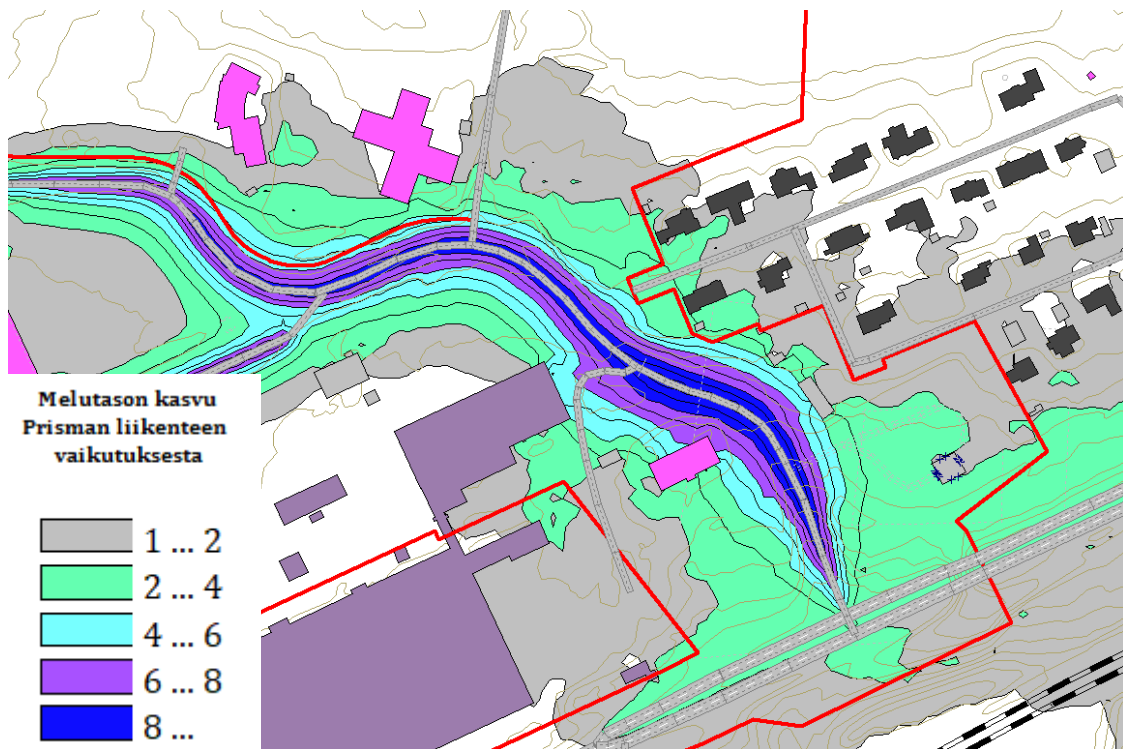 Melutason kasvu
Prisman liikenteen
vaikutuksesta
1 ... 2
2 ... 4
4 ... 6
6 ... 8
8 ...